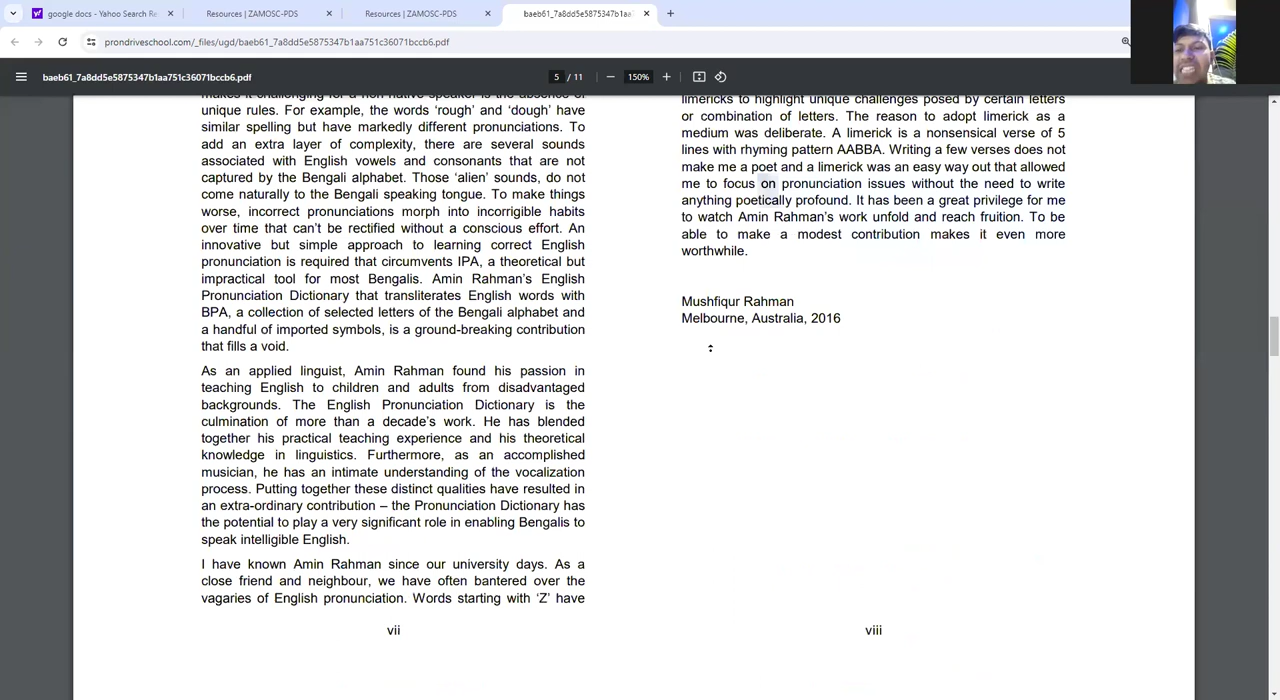 google docs - Yahoo Search Re
Resources | ZAMOSC-PDS
Resources | ZAMOSC-PDS
baeb61_7a8dd5e5875347b1aa7
prondriveschool.com/_files/ugd/baeb61_7a8dd5e5875347b1aa751c36071bccb6.pdf
baeb61_7a8dd5e5875347b1aa751c36071bccb6.pdf
5 / 11
150%
makes it challenging for a non-native speaker is the absence of
unique rules. For example, the words ‘rough’ and ‘dough’ have
similar spelling but have markedly different pronunciations. To
add an extra layer of complexity, there are several sounds
associated with English vowels and consonants that are not
captured by the Bengali alphabet. Those ‘alien’ sounds, do not
come naturally to the Bengali speaking tongue. To make things
worse, incorrect pronunciations morph into incorrigible habits
over time that can’t be rectified without a conscious effort. An
innovative but simple approach to learning correct English
pronunciation is required that circumvents IPA, a theoretical but
impractical tool for most Bengalis. Amin Rahman’s English
Pronunciation Dictionary that transliterates English words with
BPA, a collection of selected letters of the Bengali alphabet and
a handful of imported symbols, is a ground-breaking contribution
that fills a void.
As an applied linguist, Amin Rahman found his passion in
teaching English to children and adults from disadvantaged
backgrounds. The English Pronunciation Dictionary is the
culmination of more than a decade’s work. He has blended
together his practical teaching experience and his theoretical
knowledge in linguistics. Furthermore, as an accomplished
musician, he has an intimate understanding of the vocalization
process. Putting together these distinct qualities have resulted in
an extra-ordinary contribution – the Pronunciation Dictionary has
the potential to play a very significant role in enabling Bengalis to
speak intelligible English.
I have known Amin Rahman since our university days. As a
close friend and neighbour, we have often bantered over the
vagaries of English pronunciation. Words starting with ‘Z’ have
vii
limericks to highlight unique challenges posed by certain letters
or combination of letters. The reason to adopt limerick as a
medium was deliberate. A limerick is a nonsensical verse of 5
lines with rhyming pattern AABBA. Writing a few verses does not
make me a poet and a limerick was an easy way out that allowed
me to focus on pronunciation issues without the need to write
anything poetically profound. It has been a great privilege for me
to watch Amin Rahman’s work unfold and reach fruition. To be
able to make a modest contribution makes it even more
worthwhile.
Mushfiqur Rahman
Melbourne, Australia, 2016
viii